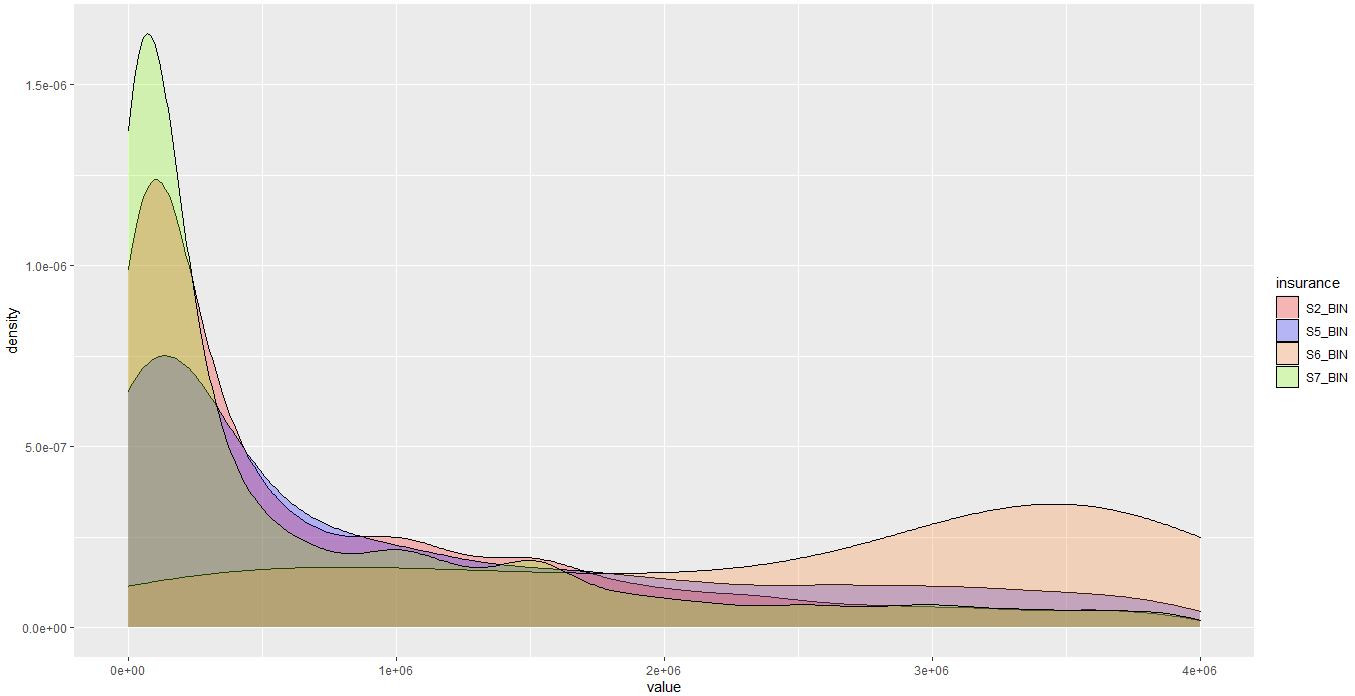 density
1.5e-06
1.0e-06
5.0e-07
0.0e+00
0e+00 1e+06 2e+06 3e+06 4e+06
value
insurance
S2_BIN
S5_BIN
S6_BIN
S7_BIN